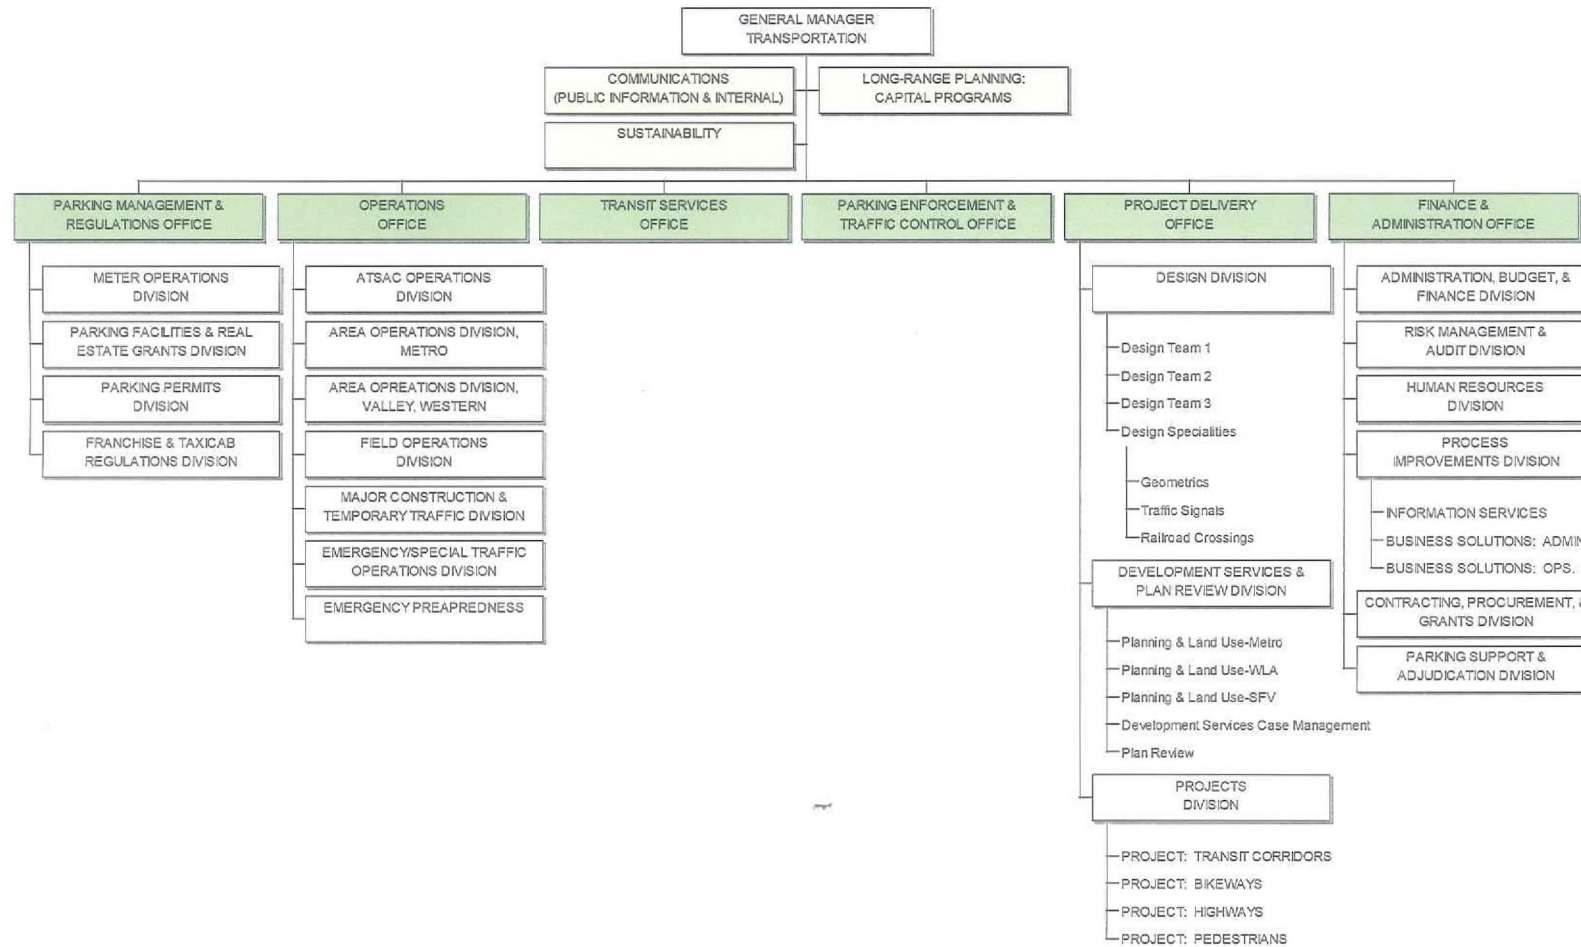 GENERAL MANAGER
TRANSPORTATION
COMMUNICATIONS
(PUBLIC INFORMATION & INTERNAL)
LONG-RANGE PLANNING:
CAPITAL PROGRAMS
SUSTAINABILITY
PARKING MANAGEMENT &
REGULATIONS OFFICE
METER OPERATIONS
DIVISION
PARKING FACILITIES & REAL
ESTATE GRANTS DIVISION
PARKING PERMITS
DIVISION
FRANCHISE & TAXICAB
REGULATIONS DIVISION
OPERATIONS
OFFICE
ATSAC OPERATIONS
DIVISION
AREA OPERATIONS DIVISION,
METRO
AREA OPREATIONS DIVISION,
VALLEY, WESTERN
FIELD OPERATIONS
DIVISION
MAJOR CONSTRUCTION &
TEMPORARY TRAFFIC DIVISION
EMERGENCY/SPECIAL TRAFFIC
OPERATIONS DIVISION
EMERGENCY PREAPREDNESS
TRANSIT SERVICES
OFFICE
PARKING ENFORCEMENT &
TRAFFIC CONTROL OFFICE
PROJECT DELIVERY
OFFICE
DESIGN DIVISION
Design Team 1
Design Team 2
Design Team 3
Design Specialities
Geometrics
Traffic Signals
Railroad Crossings
DEVELOPMENT SERVICES &
PLAN REVIEW DIVISION
Planning & Land Use-Metro
Planning & Land Use-WLA
Planning & Land Use-SFV
Development Services Case Management
Plan Review
PROJECTS
DIVISION
PROJECT: TRANSIT CORRIDORS
PROJECT: BIKEWAYS
PROJECT: HIGHWAYS
PROJECT: PEDESTRIANS
FINANCE &
ADMINISTRATION OFFICE
ADMINISTRATION, BUDGET, &
FINANCE DIVISION
RISK MANAGEMENT &
AUDIT DIVISION
HUMAN RESOURCES
DIVISION
PROCESS
IMPROVEMENTS DIVISION
INFORMATION SERVICES
BUSINESS SOLUTIONS: ADMIN
BUSINESS SOLUTIONS: OPS.
CONTRACTING, PROCUREMENT, &
GRANTS DIVISION
PARKING SUPPORT &
ADJUDICATION DIVISION